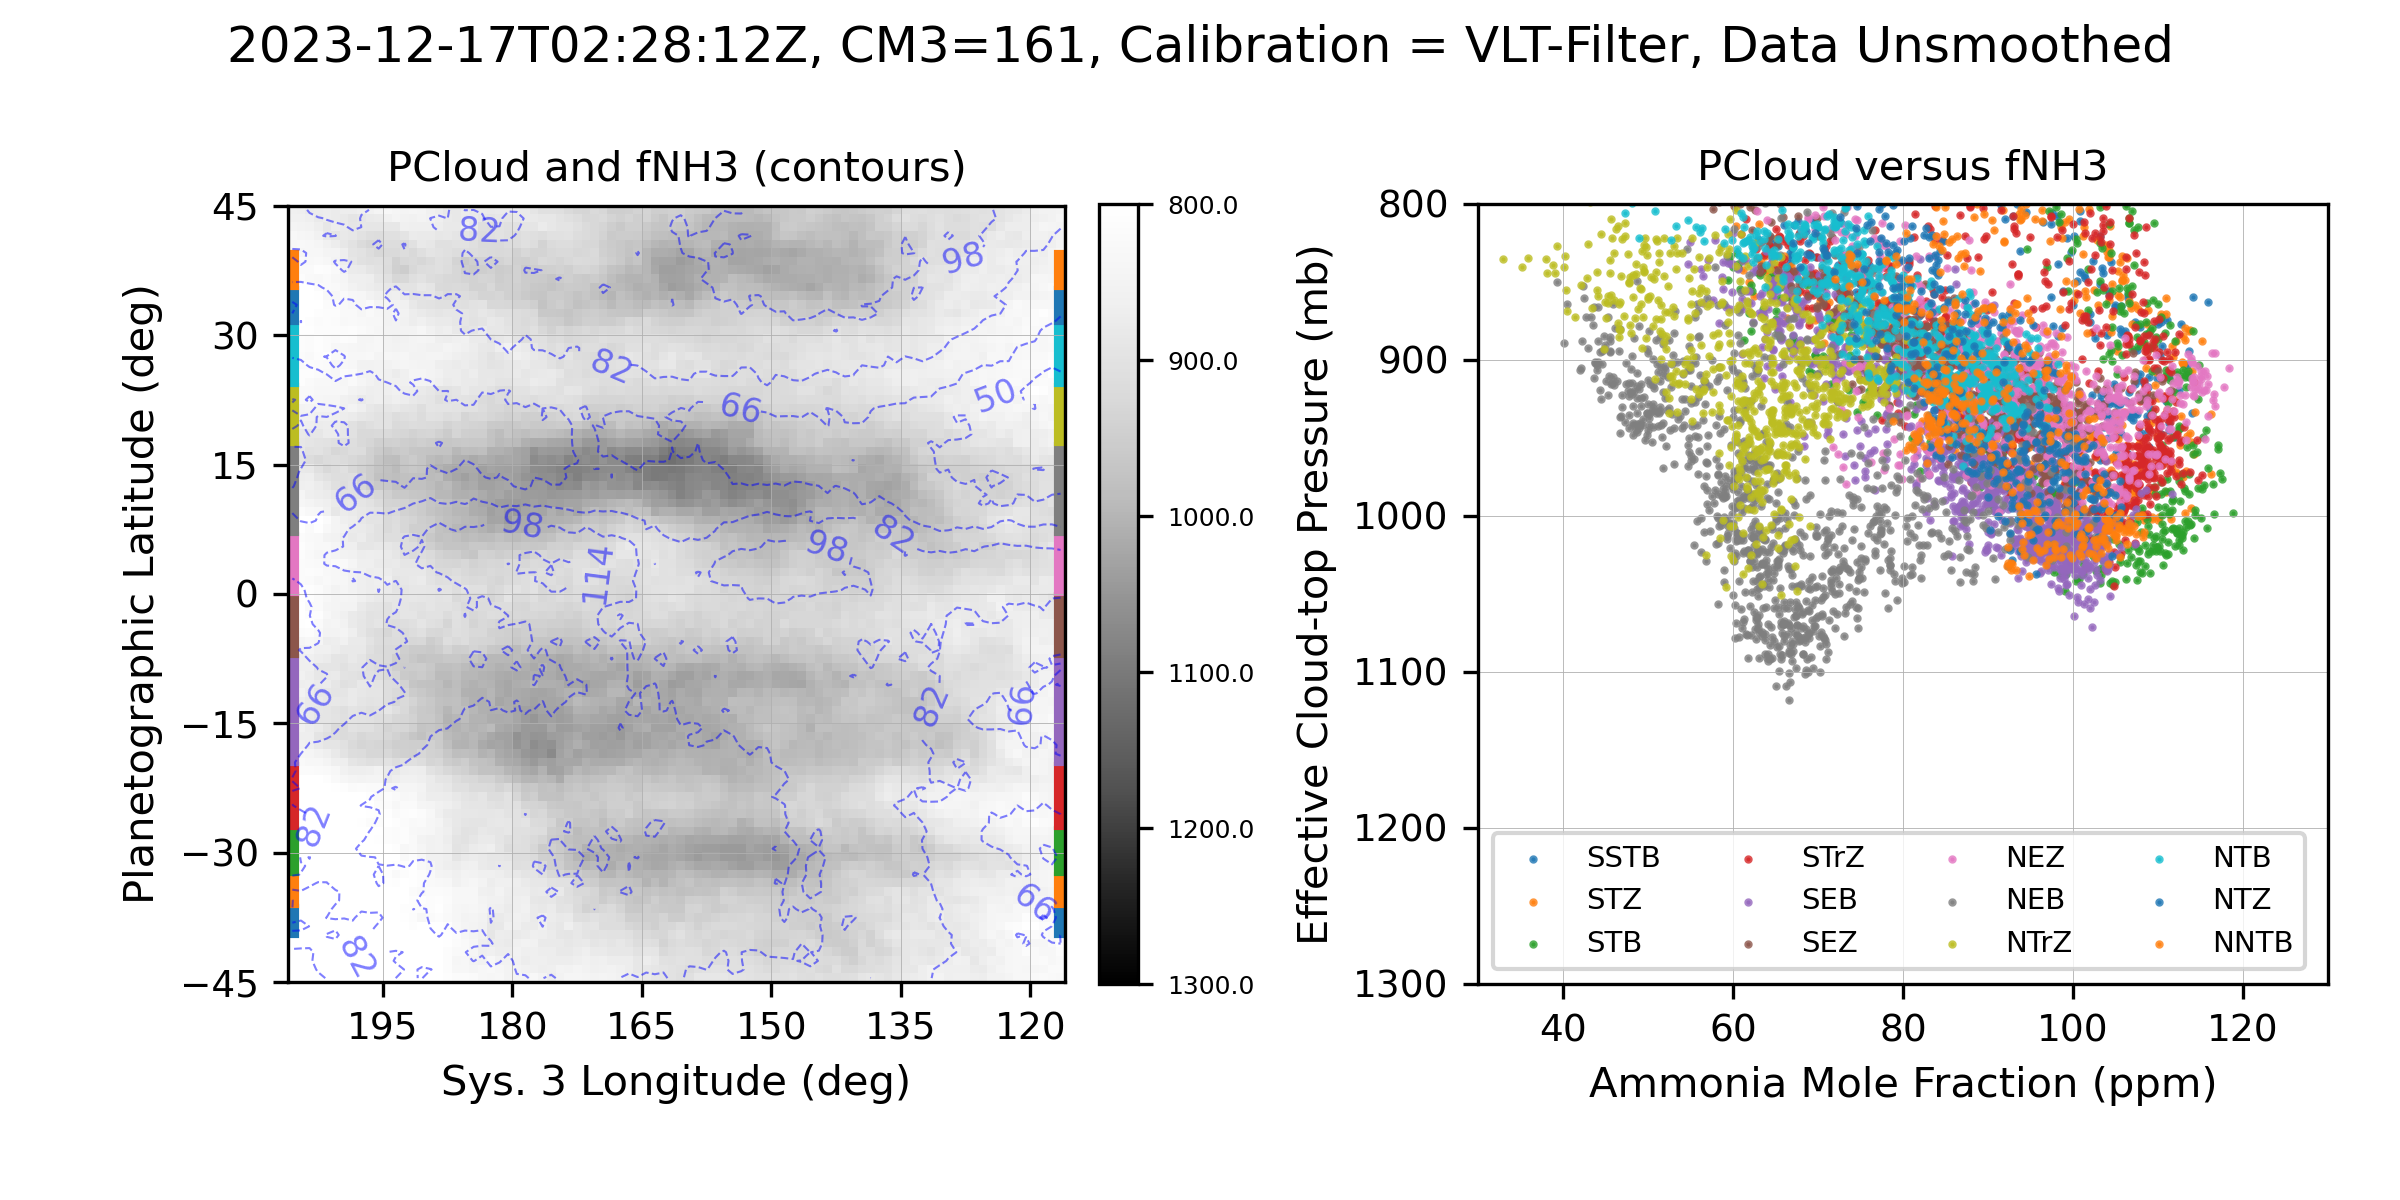 2023-12-17T02:28:12Z, CM3=161, Calibration = VLT-Filter, Data Unsmoothed
PCloud and fNH3 (contours)
45
30
15
0
−15
−30
−45
Planetographic Latitude (deg)
82
98
82
66
50
66
98
98
82
114
66
82
66
82
66
82
195
180
165
150
135
120
Sys. 3 Longitude (deg)
800.0
900.0
1000.0
1100.0
1200.0
1300.0
PCloud versus fNH3
800
900
1000
1100
1200
1300
Effective Cloud-top Pressure (mb)
SSTB
STZ
STB
STrZ
SEB
SEZ
NEZ
NEB
NTrZ
NTB
NTZ
NNTB
40
60
80
100
120
Ammonia Mole Fraction (ppm)